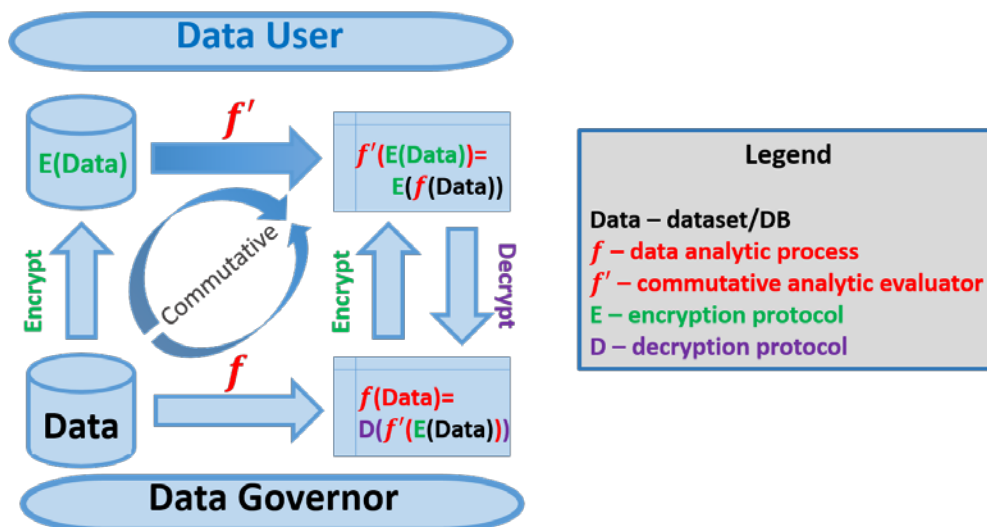 Data User
f′
E(Data)
f′(E(Data))=
E(f(Data))
Encrypt
Commutative
Encrypt
Decrypt
f
Data
f(Data)=
D(f′(E(Data)))
Data Governor
Legend
Data – dataset/DB
f – data analytic process
f′ – commutative analytic evaluator
E – encryption protocol
D – decryption protocol